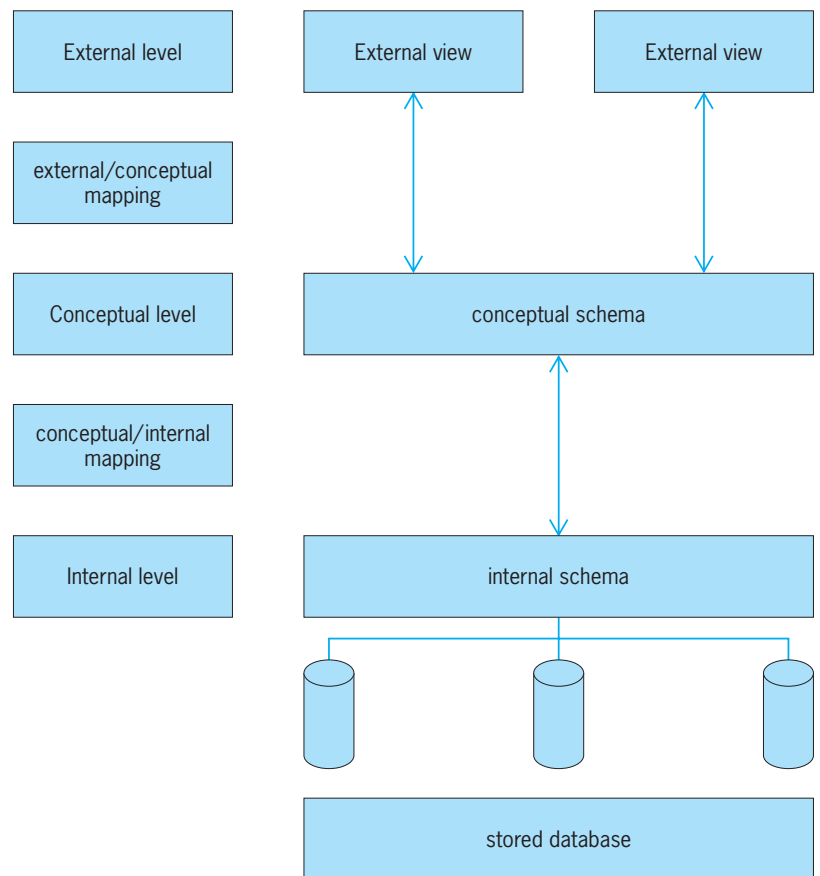 External level
External view
External view
external/conceptual
mapping
Conceptual level
conceptual schema
conceptual/internal
mapping
Internal level
internal schema
stored database